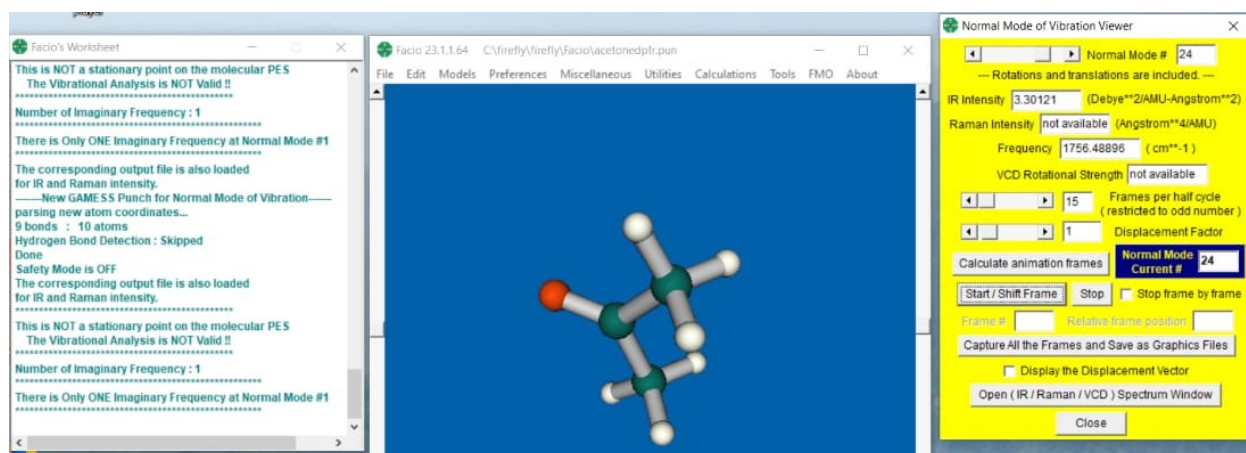 Facio's Worksheet
This is NOT a stationary point on the molecular PES
The Vibrational Analysis is NOT Valid !!
**********************************************
Number of Imaginary Frequency : 1
****************************************************
There is Only ONE Imaginary Frequency at Normal Mode #1
****************************************************
The corresponding output file is also loaded
for IR and Raman intensity.
-------New GAMESS Punch for Normal Mode of Vibration------
parsing new atom coordinates...
9 bonds : 10 atoms
Hydrogen Bond Detection : Skipped
Done
Safety Mode is OFF
The corresponding output file is also loaded
for IR and Raman intensity.
****************************************************
This is NOT a stationary point on the molecular PES
The Vibrational Analysis is NOT Valid !!
**********************************************
Number of Imaginary Frequency : 1
****************************************************
There is Only ONE Imaginary Frequency at Normal Mode #1
****************************************************
Facio 23.1.1.64 C:\firefly\firefly\Facio\acetonedpfr.pun
File Edit Models Preferences Miscellaneous Utilities Calculations Tools FMO About
Normal Mode of Vibration Viewer
Normal Mode # 24
--- Rotations and translations are included. ---
IR Intensity 3.30121 (Debye**2/AMU-Angstrom**2)
Raman Intensity not available (Angstrom**4/AMU)
Frequency 1756.48896 ( cm**-1 )
VCD Rotational Strength not available
15 Frames per half cycle
( restricted to odd number )
1 Displacement Factor
Calculate animation frames Normal Mode Current # 24
Start / Shift Frame Stop Stop frame by frame
Frame # Relative frame position
Capture All the Frames and Save as Graphics Files
Display the Displacement Vector
Open ( IR / Raman / VCD ) Spectrum Window
Close